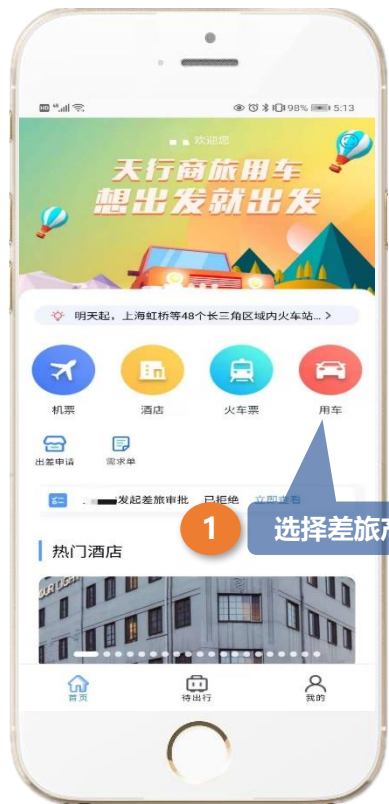 HD 98% 5:13
欢迎您
天行商旅用车
想出发就出发
明天起，上海虹桥等48个长三角区域内火车站... >
机票 酒店 火车票 用车
出差申请 需求单
发起差旅审批 已拒绝 立即查看
1 选择差旅产
热门酒店
首页 待出行 我的